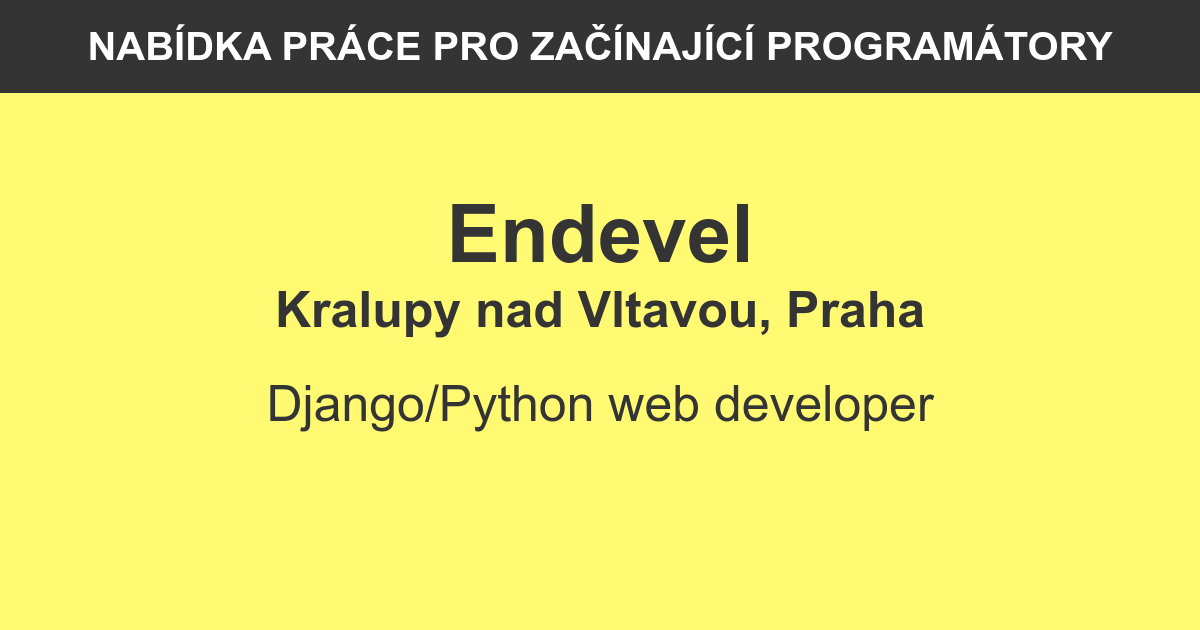 NABÍDKA PRÁCE PRO ZAČÍNAJÍCÍ PROGRAMÁTORY
Endevel
Kralupy nad Vltavou, Praha
Django/Python web developer